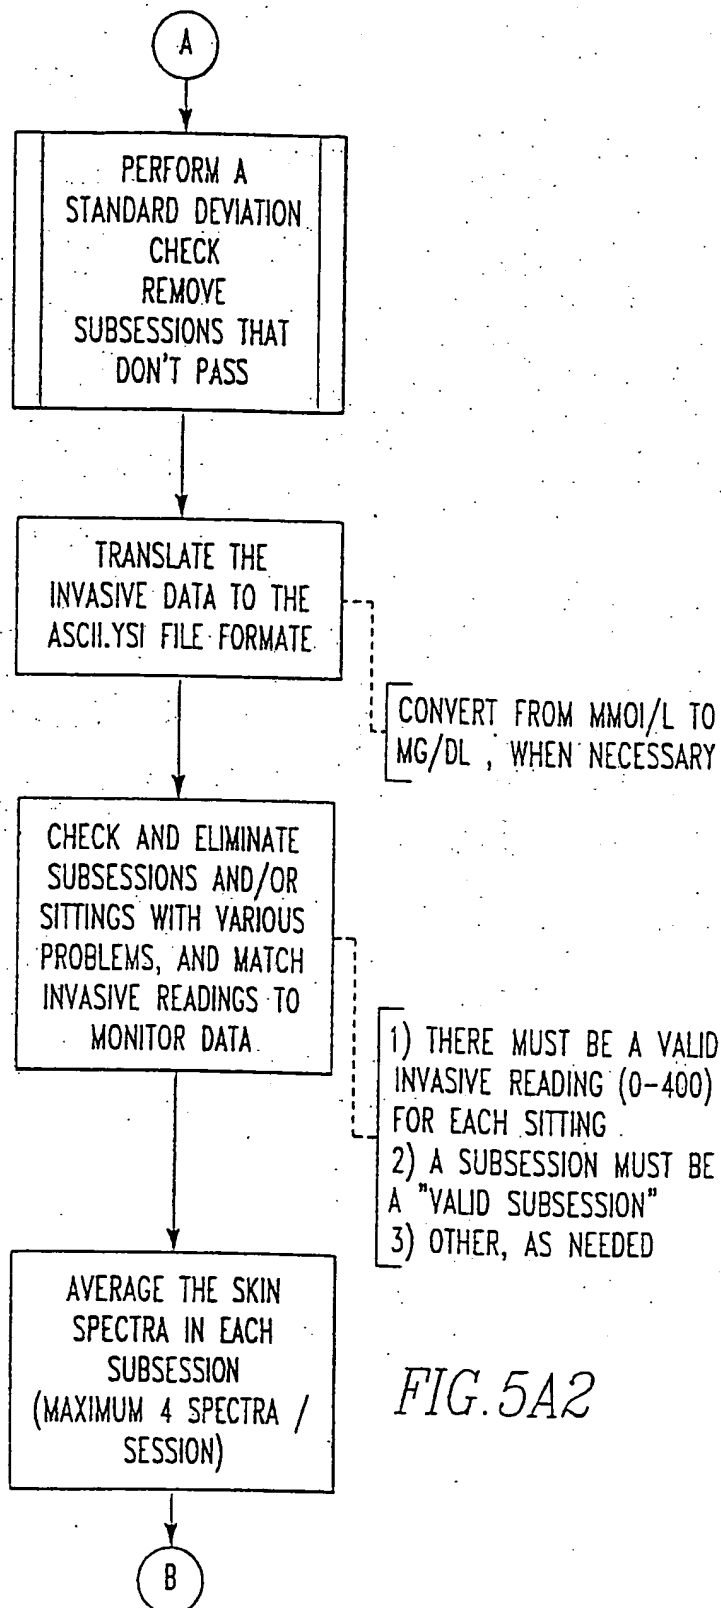 A
PERFORM A
STANDARD DEVIATION
CHECK
REMOVE
SUBSESSIONS THAT
DON'T PASS
TRANSLATE THE
INVASIVE DATA TO THE
ASCII.YSI FILE FORMATE
CONVERT FROM MMOl/L TO
MG/DL , WHEN NECESSARY
CHECK AND ELIMINATE
SUBSESSIONS AND/OR
SITTINGS WITH VARIOUS
PROBLEMS, AND MATCH
INVASIVE READINGS TO
MONITOR DATA
1) THERE MUST BE A VALID
INVASIVE READING (0-400)
FOR EACH SITTING
2) A SUBSESSION MUST BE
A "VALID SUBSESSION"
3) OTHER, AS NEEDED
AVERAGE THE SKIN
SPECTRA IN EACH
SUBSESSION
(MAXIMUM 4 SPECTRA /
SESSION)
FIG.5A2
B